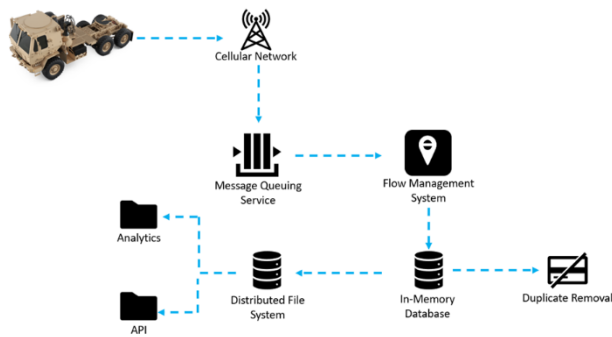 Cellular Network
Message Queuing
Service
Flow Management
System
Analytics
Distributed File
System
In-Memory
Database
Duplicate Removal
API